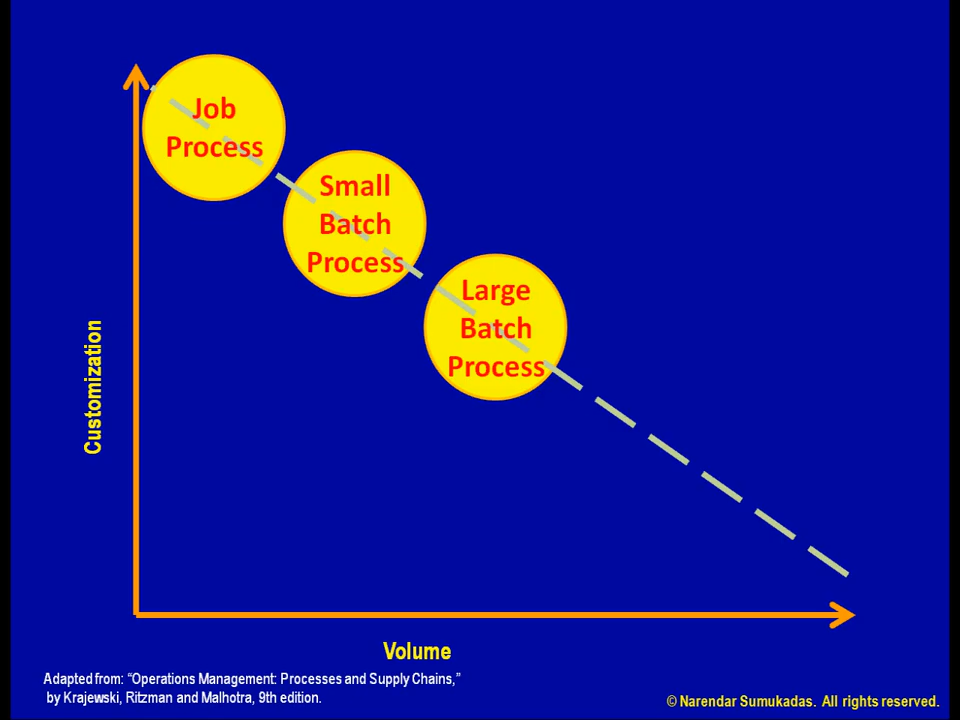 Job
Process
Small
Batch
Process
Large
Batch
Process
Customization
Volume
Adapted from: “Operations Management: Processes and Supply Chains,”
by Krajewski, Ritzman and Malhotra, 9th edition.
© Narendar Sumukadas. All rights reserved.